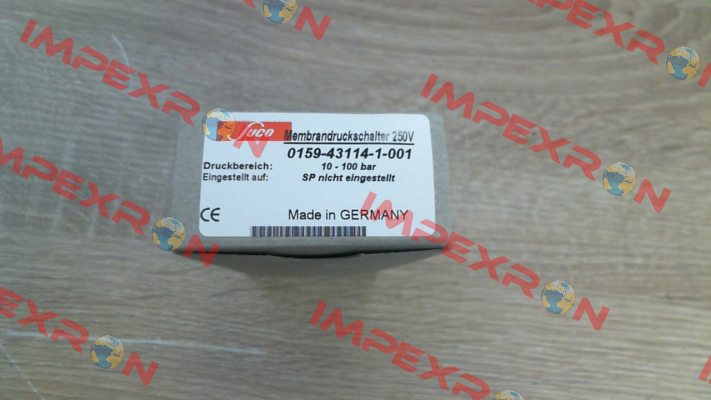 SUCO Membrandruckschalter 250V
0159-43114-1-001
Druckbereich: 10 - 100 bar
Eingestellt auf: SP nicht eingestellt
CE Made in GERMANY
IMPEXRON
IMPEXRON
IMPEXRON
IMPEXRON
IMPEXRON
IMPEXRON
IMPEXRON
IMPEXRON